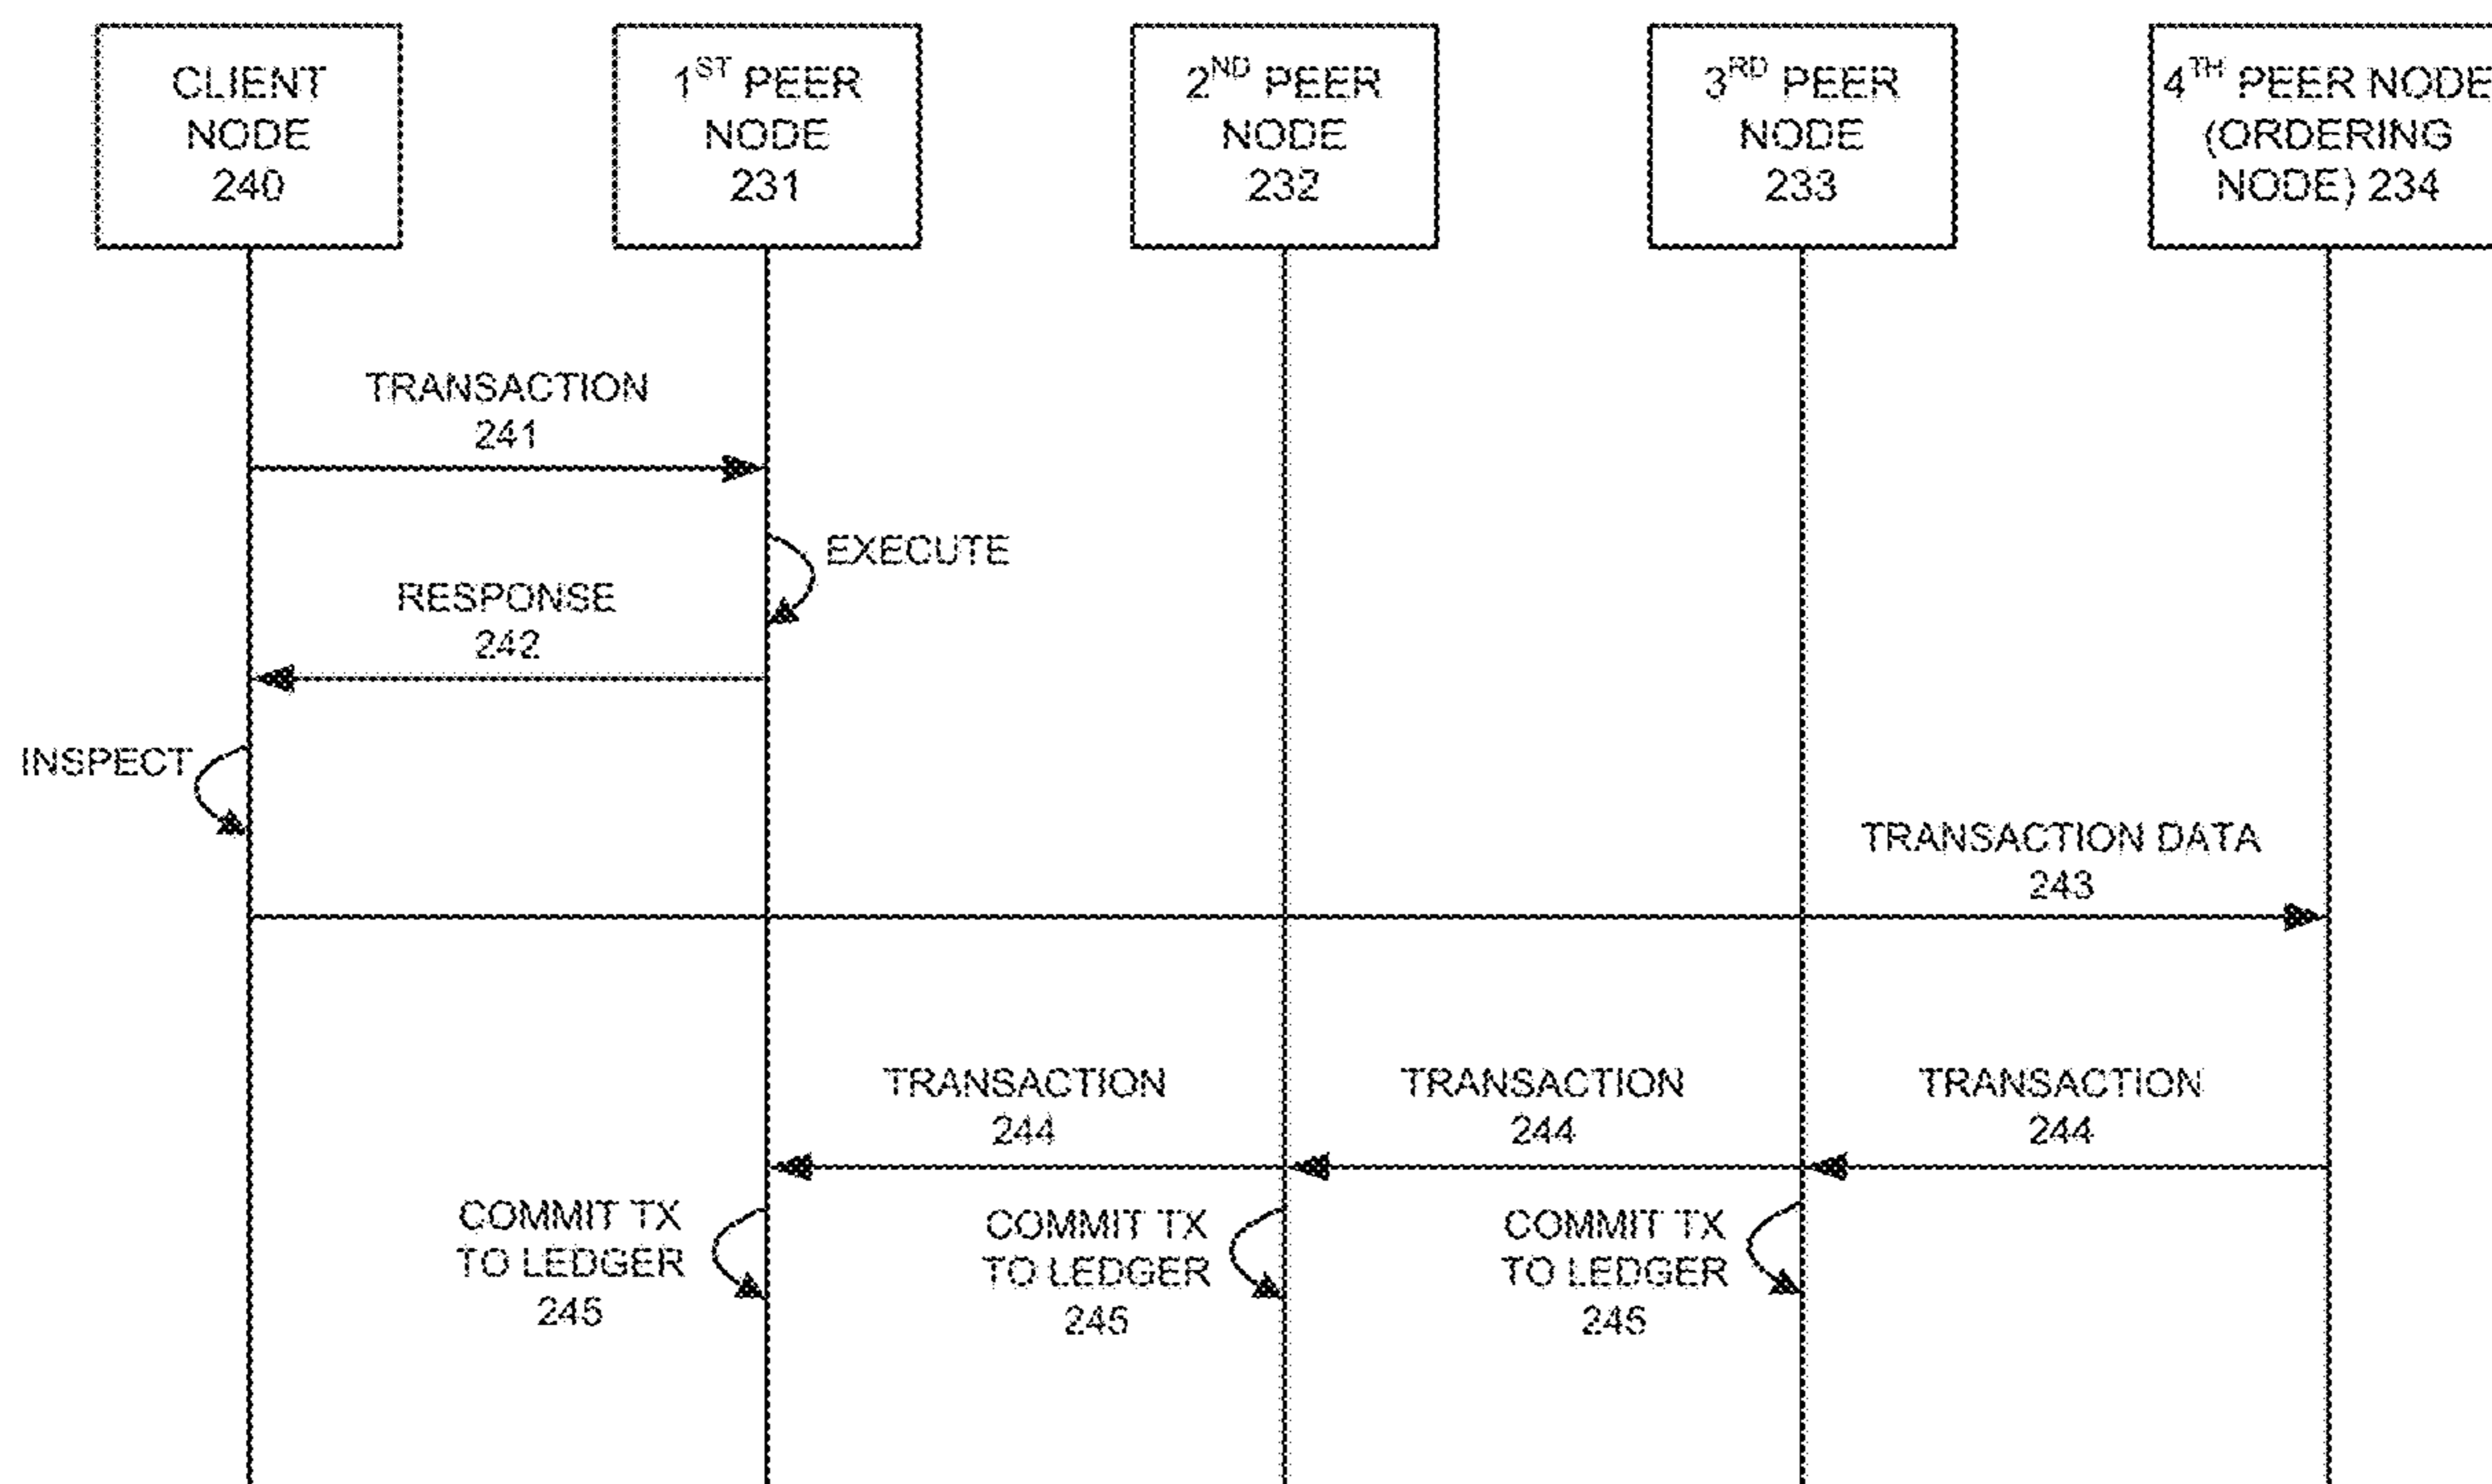 CLIENT
NODE
240
1ST PEER
NODE
231
2ND PEER
NODE
232
3RD PEER
NODE
233
4TH PEER NODE
(ORDERING
NODE) 234
TRANSACTION
241
EXECUTE
RESPONSE
242
INSPECT
TRANSACTION DATA
243
TRANSACTION
244
TRANSACTION
244
TRANSACTION
244
COMMIT TX
TO LEDGER
245
COMMIT TX
TO LEDGER
245
COMMIT TX
TO LEDGER
245